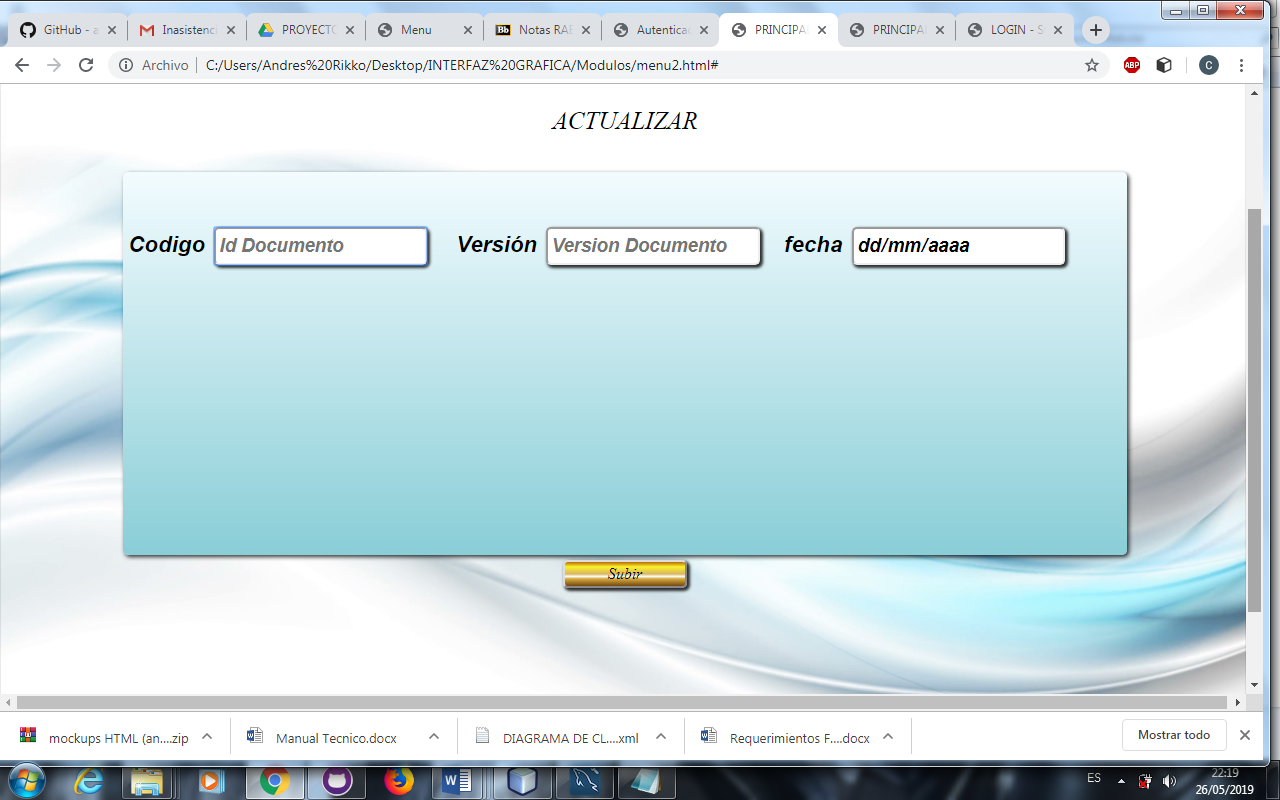 GitHub - a
Inasistenci
PROYECTO
Menu
Notas RAE
Autenticac
PRINCIPAL
PRINCIPAL
LOGIN - S
Archivo
C:/Users/Andres%20Rikko/Desktop/INTERFAZ%20GRAFICA/Modulos/menu2.html#
ABP
C
ACTUALIZAR
Codigo Id Documento Versión Version Documento fecha dd/mm/aaaa
Subir
mockups HTML (an....zip
Manual Tecnico.docx
DIAGRAMA DE CL....xml
Requerimientos F....docx
Mostrar todo
ES
22:19
26/05/2019